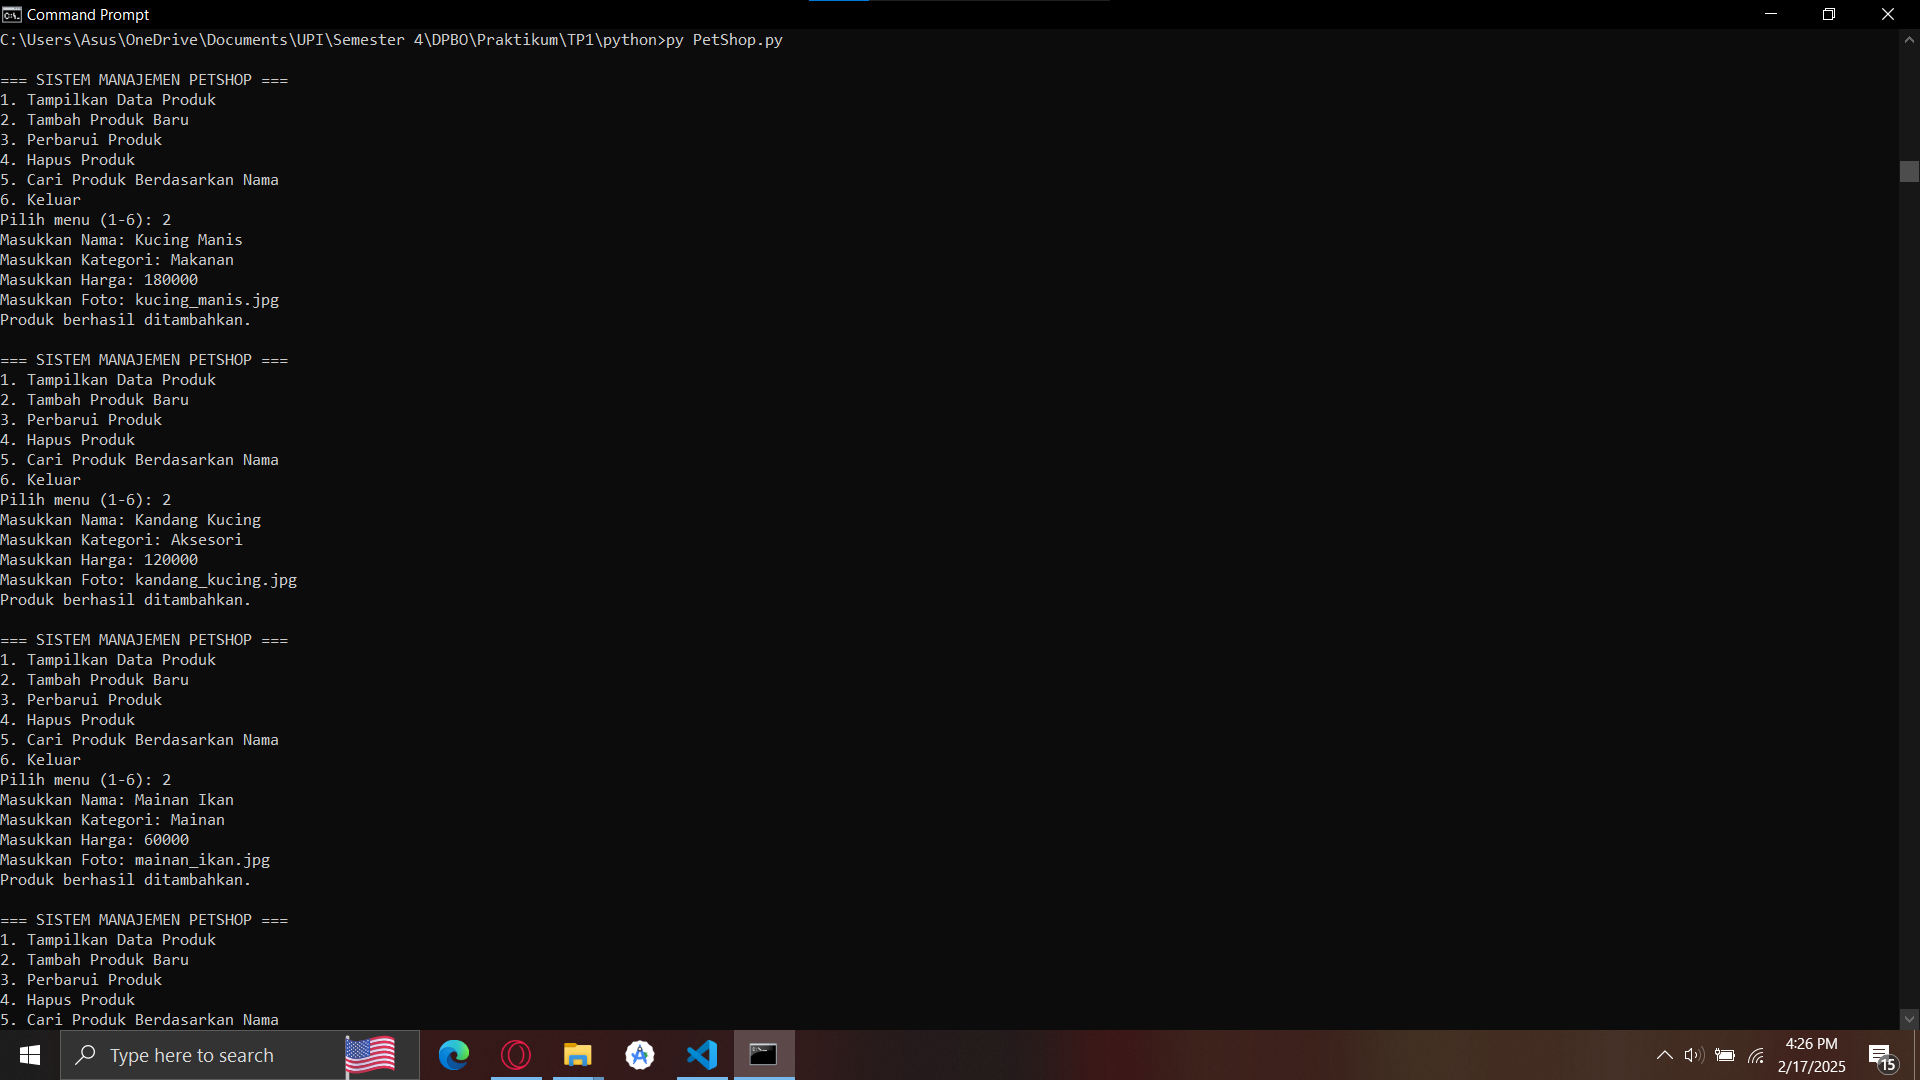 Command Prompt
C:\Users\Asus\OneDrive\Documents\UPI\Semester 4\DPBO\Praktikum\TP1\python>py PetShop.py
=== SISTEM MANAJEMEN PETSHOP ===
1. Tampilkan Data Produk
2. Tambah Produk Baru
3. Perbarui Produk
4. Hapus Produk
5. Cari Produk Berdasarkan Nama
6. Keluar
Pilih menu (1-6): 2
Masukkan Nama: Kucing Manis
Masukkan Kategori: Makanan
Masukkan Harga: 180000
Masukkan Foto: kucing_manis.jpg
Produk berhasil ditambahkan.
=== SISTEM MANAJEMEN PETSHOP ===
1. Tampilkan Data Produk
2. Tambah Produk Baru
3. Perbarui Produk
4. Hapus Produk
5. Cari Produk Berdasarkan Nama
6. Keluar
Pilih menu (1-6): 2
Masukkan Nama: Kandang Kucing
Masukkan Kategori: Aksesori
Masukkan Harga: 120000
Masukkan Foto: kandang_kucing.jpg
Produk berhasil ditambahkan.
=== SISTEM MANAJEMEN PETSHOP ===
1. Tampilkan Data Produk
2. Tambah Produk Baru
3. Perbarui Produk
4. Hapus Produk
5. Cari Produk Berdasarkan Nama
6. Keluar
Pilih menu (1-6): 2
Masukkan Nama: Mainan Ikan
Masukkan Kategori: Mainan
Masukkan Harga: 60000
Masukkan Foto: mainan_ikan.jpg
Produk berhasil ditambahkan.
=== SISTEM MANAJEMEN PETSHOP ===
1. Tampilkan Data Produk
2. Tambah Produk Baru
3. Perbarui Produk
4. Hapus Produk
5. Cari Produk Berdasarkan Nama
Type here to search
4:26 PM
2/17/2025
15